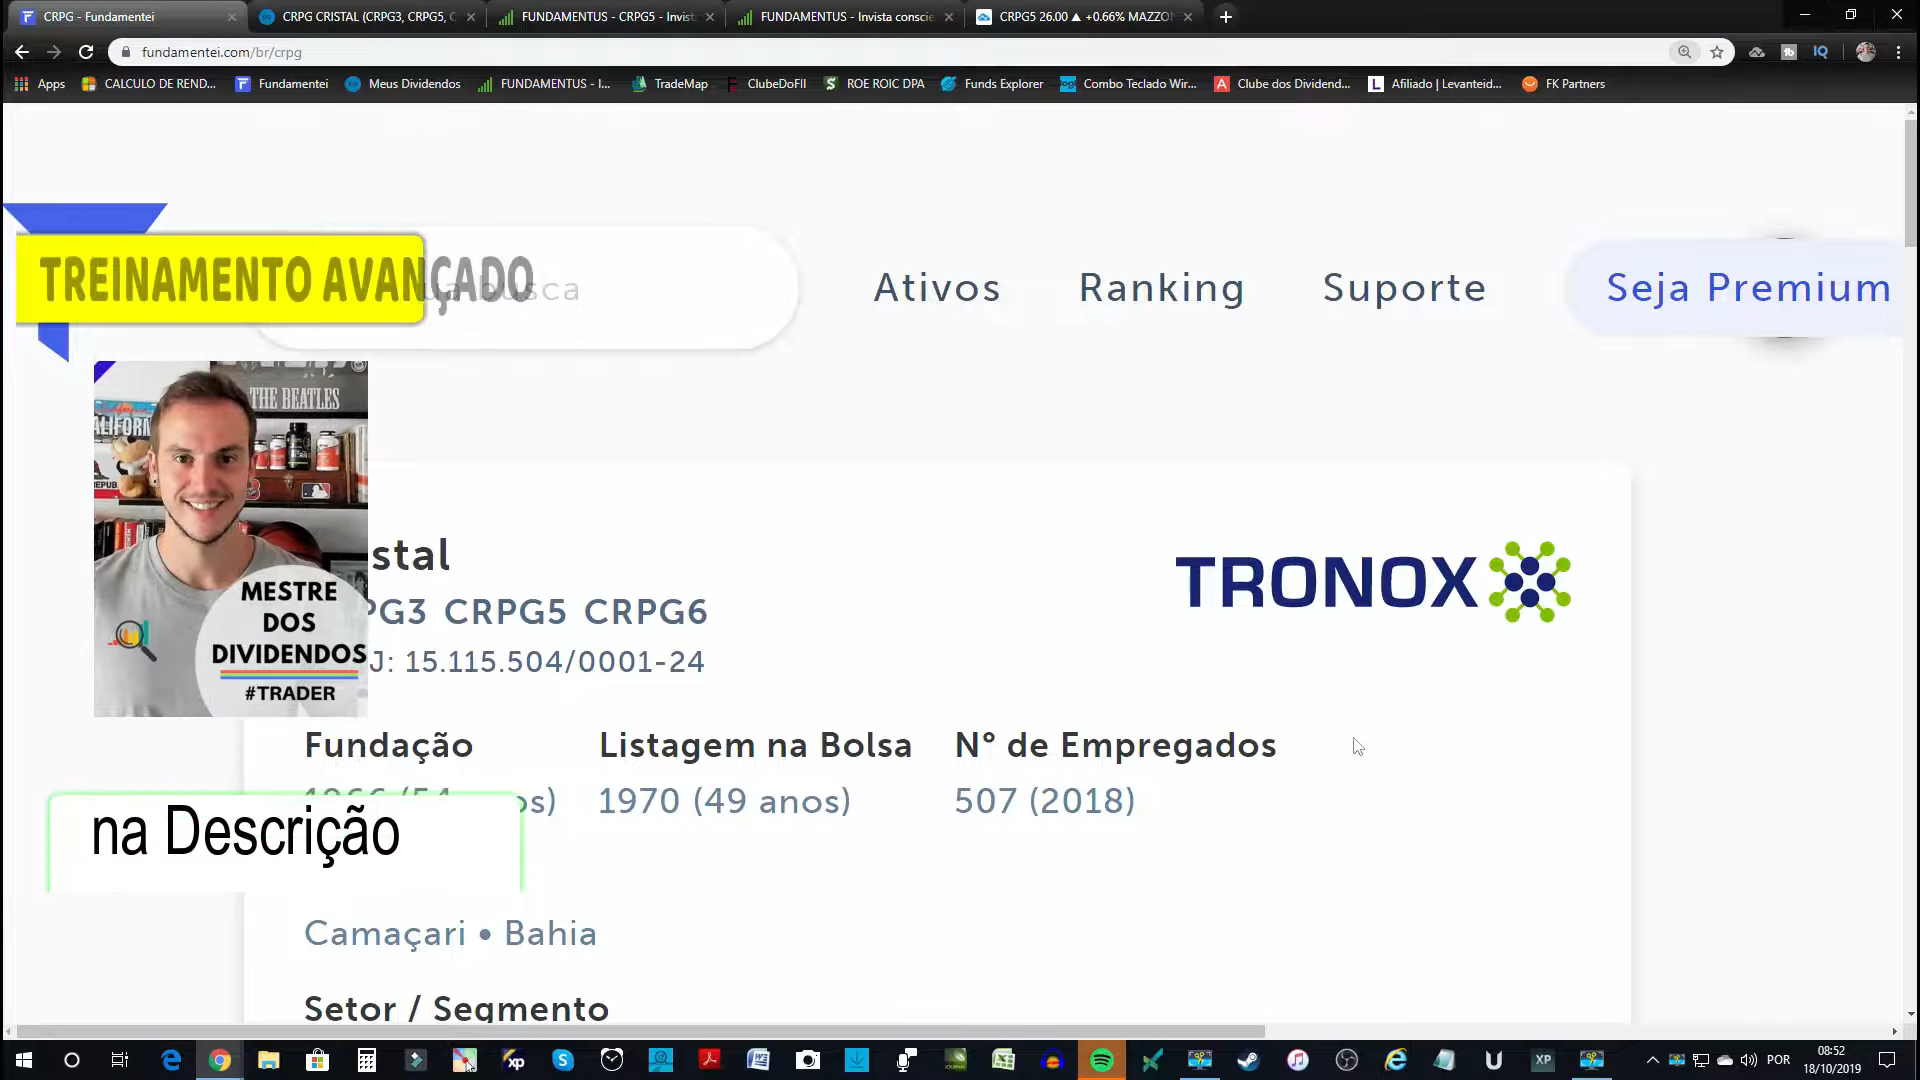 CRPG - Fundamentei
CRPG CRISTAL (CRPG3, CRPG5, C
FUNDAMENTUS - CRPG5 - Invist
FUNDAMENTUS - Invista conscie
CRPG5 26.00 ▲ +0.66% MAZZO
fundamentei.com/br/crpg
Apps
CALCULO DE REND...
Fundamentei
Meus Dividendos
FUNDAMENTUS - I...
TradeMap
ClubeDoFII
ROE ROIC DPA
Funds Explorer
Combo Teclado Wir...
Clube dos Dividend...
Afiliado | Levanteid...
FK Partners
TREINAMENTO AVANÇADO
busca
Ativos
Ranking
Suporte
Seja Premium
THE BEATLES
stal
TRONOX
PG3 CRPG5 CRPG6
J: 15.115.504/0001-24
MESTRE
DOS
DIVIDENDOS
#TRADER
Fundação
Listagem na Bolsa
N° de Empregados
1970 (49 anos)
507 (2018)
na Descrição
Camaçari • Bahia
Setor / Segmento
xp
XP
POR
08:52
18/10/2019